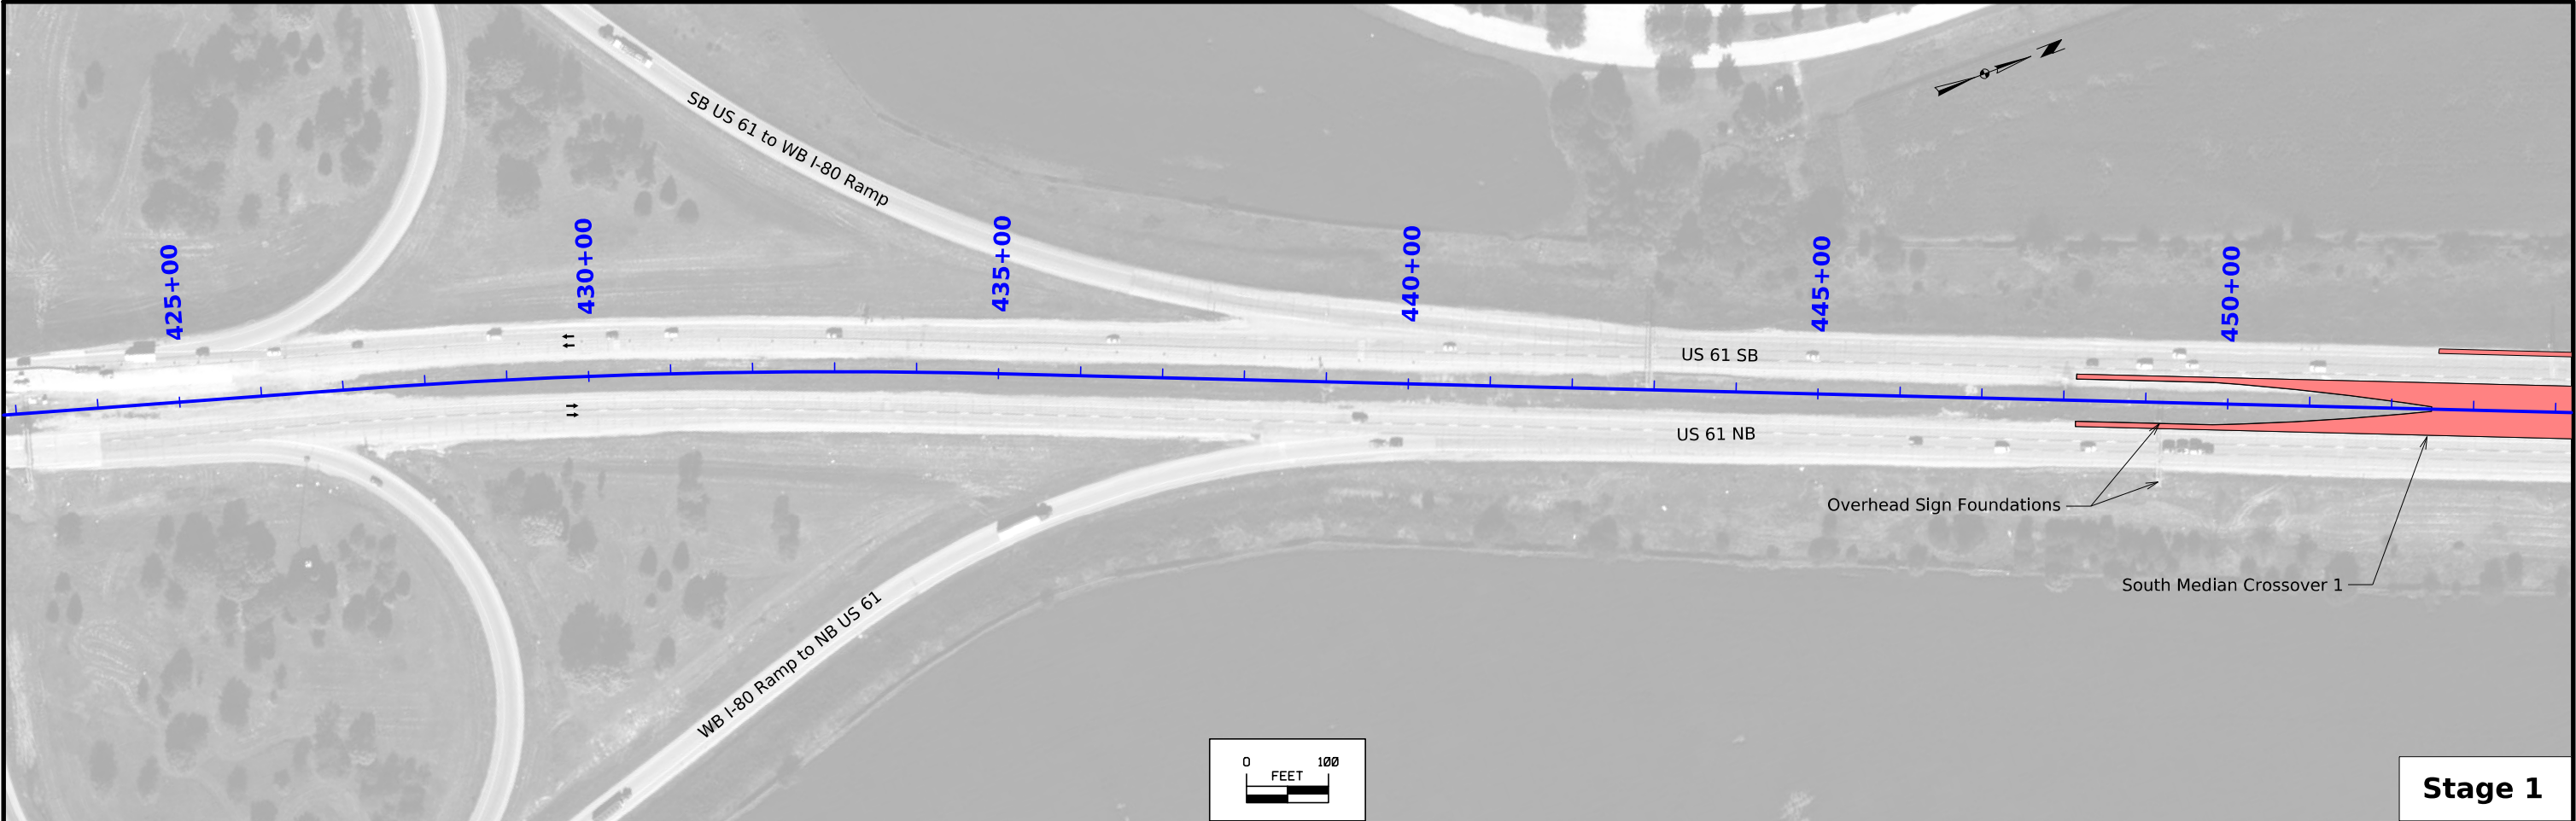 SB US 61 to WB I-80 Ramp
425+00
430+00
435+00
440+00
445+00
450+00
US 61 SB
US 61 NB
Overhead Sign Foundations
South Median Crossover 1
WB I-80 Ramp to NB US 61
0 100
FEET
Stage 1